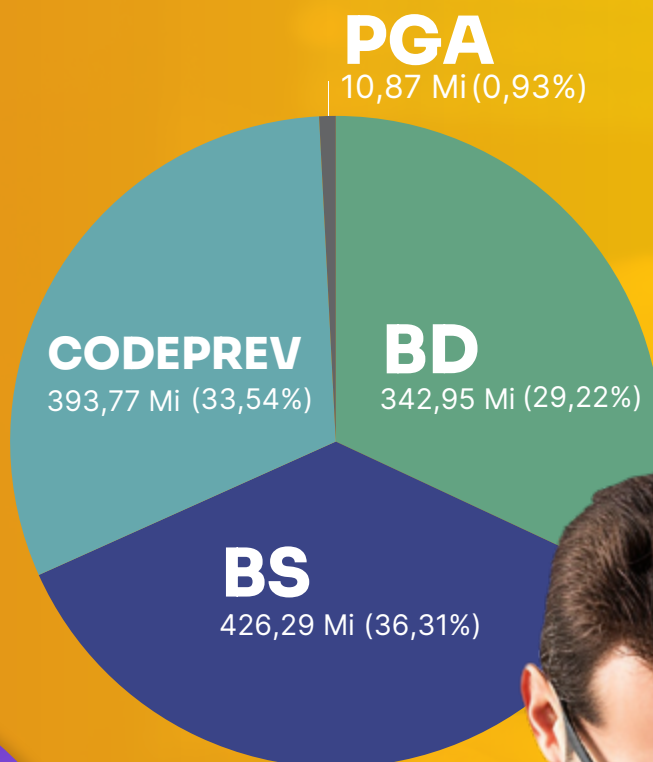 PGA
10,87 Mi (0,93%)
CODEPREV
393,77 Mi (33,54%)
BD
342,95 Mi (29,22%)
BS
426,29 Mi (36,31%)